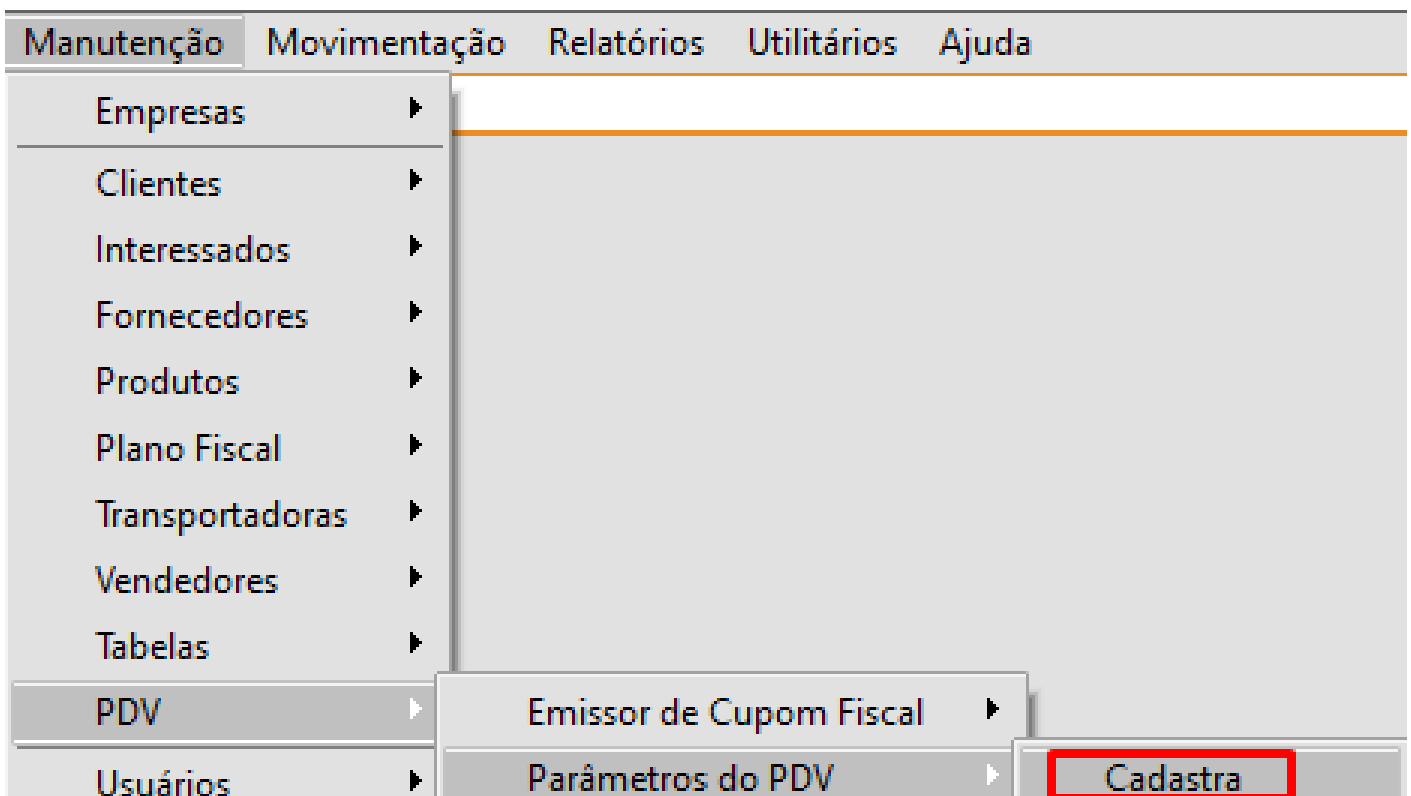 Manutenção Movimentação Relatórios Utilitários Ajuda
Empresas
Clientes
Interessados
Fornecedores
Produtos
Plano Fiscal
Transportadoras
Vendedores
Tabelas
PDV Emissor de Cupom Fiscal
Usuários Parâmetros do PDV Cadastra